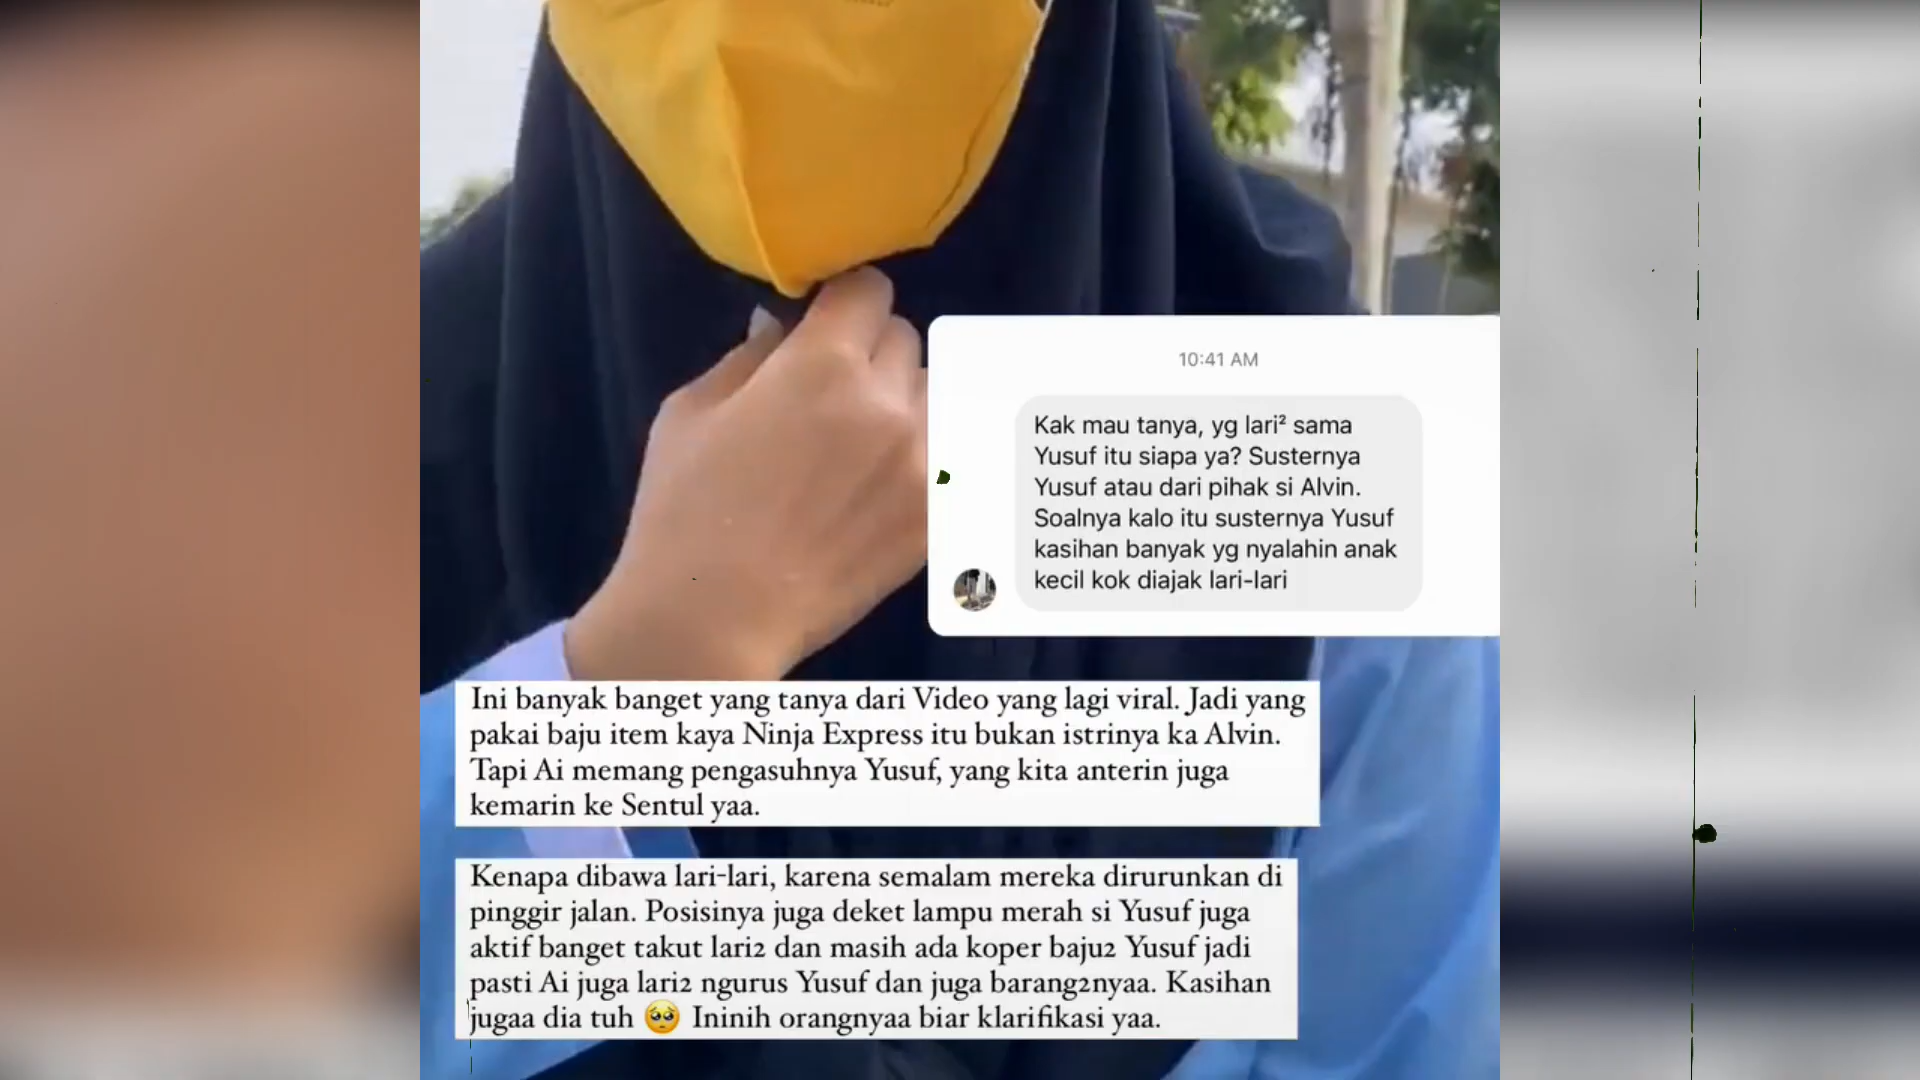 10:41 AM
Kak mau tanya, yg lari² sama
Yusuf itu siapa ya? Susternya
Yusuf atau dari pihak si Alvin.
Soalnya kalo itu susternya Yusuf
kasihan banyak yg nyalahin anak
kecil kok diajak lari-lari
Ini banyak banget yang tanya dari Video yang lagi viral. Jadi yang
pakai baju item kaya Ninja Express itu bukan istrinya ka Alvin.
Tapi Ai memang pengasuhnya Yusuf, yang kita anterin juga
kemarin ke Sentul yaa.
Kenapa dibawa lari-lari, karena semalam mereka dirurunkan di
pinggir jalan. Posisinya juga deket lampu merah si Yusuf juga
aktif banget takut lari2 dan masih ada koper baju2 Yusuf jadi
pasti Ai juga lari2 ngurus Yusuf dan juga barang2nyaa. Kasihan
jugaa dia tuh 🥺 Ininih orangnyaa biar klarifikasi yaa.